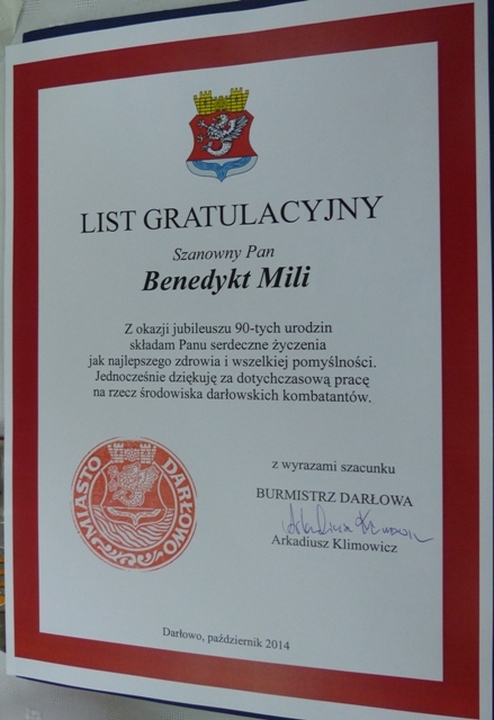 LIST GRATULACYJNY
Szanowny Pan
Benedykt Mili
Z okazji jubileuszu 90-tych urodzin
składam Panu serdeczne życzenia
jak najlepszego zdrowia i wszelkiej pomyślności.
Jednocześnie dziękuję za dotychczasową pracę
na rzecz środowiska darłowskich kombatantów.
MIASTO DARŁOWO
z wyrazami szacunku
BURMISTRZ DARŁOWA
Arkadiusz Klimowicz
Darłowo, październik 2014